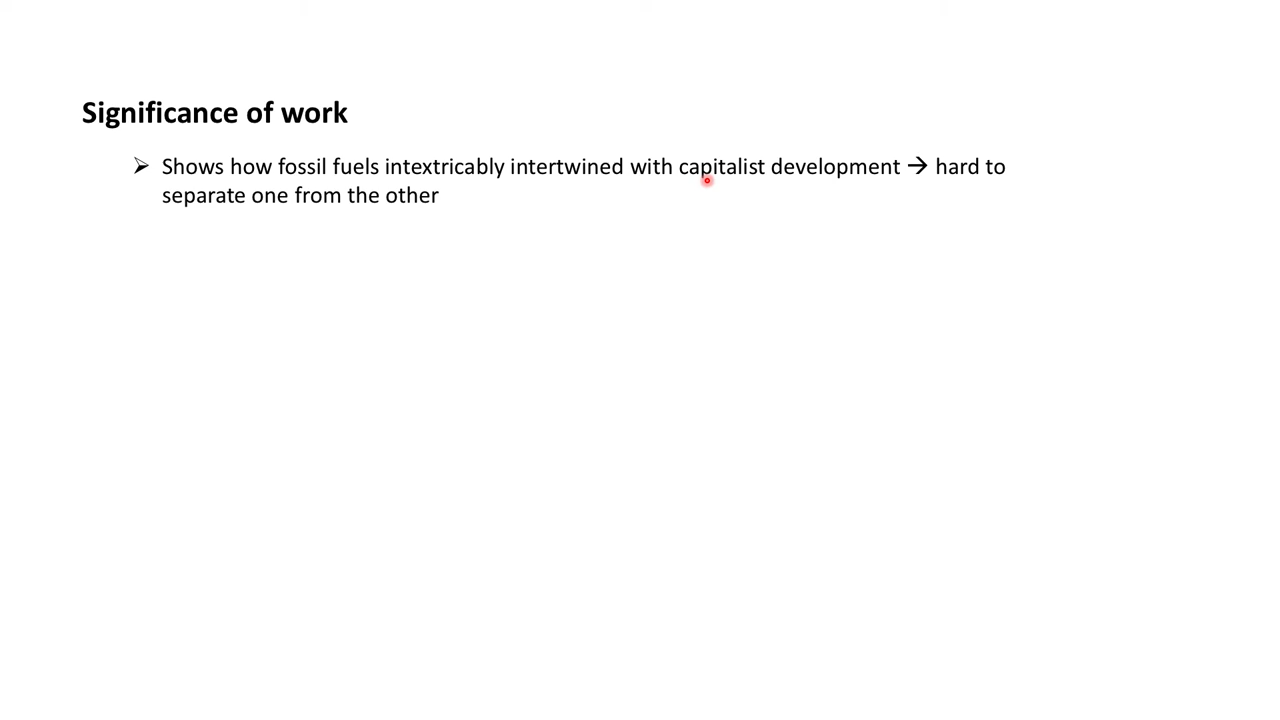 Significance of work
➢ Shows how fossil fuels intextricably intertwined with capitalist development → hard to
separate one from the other